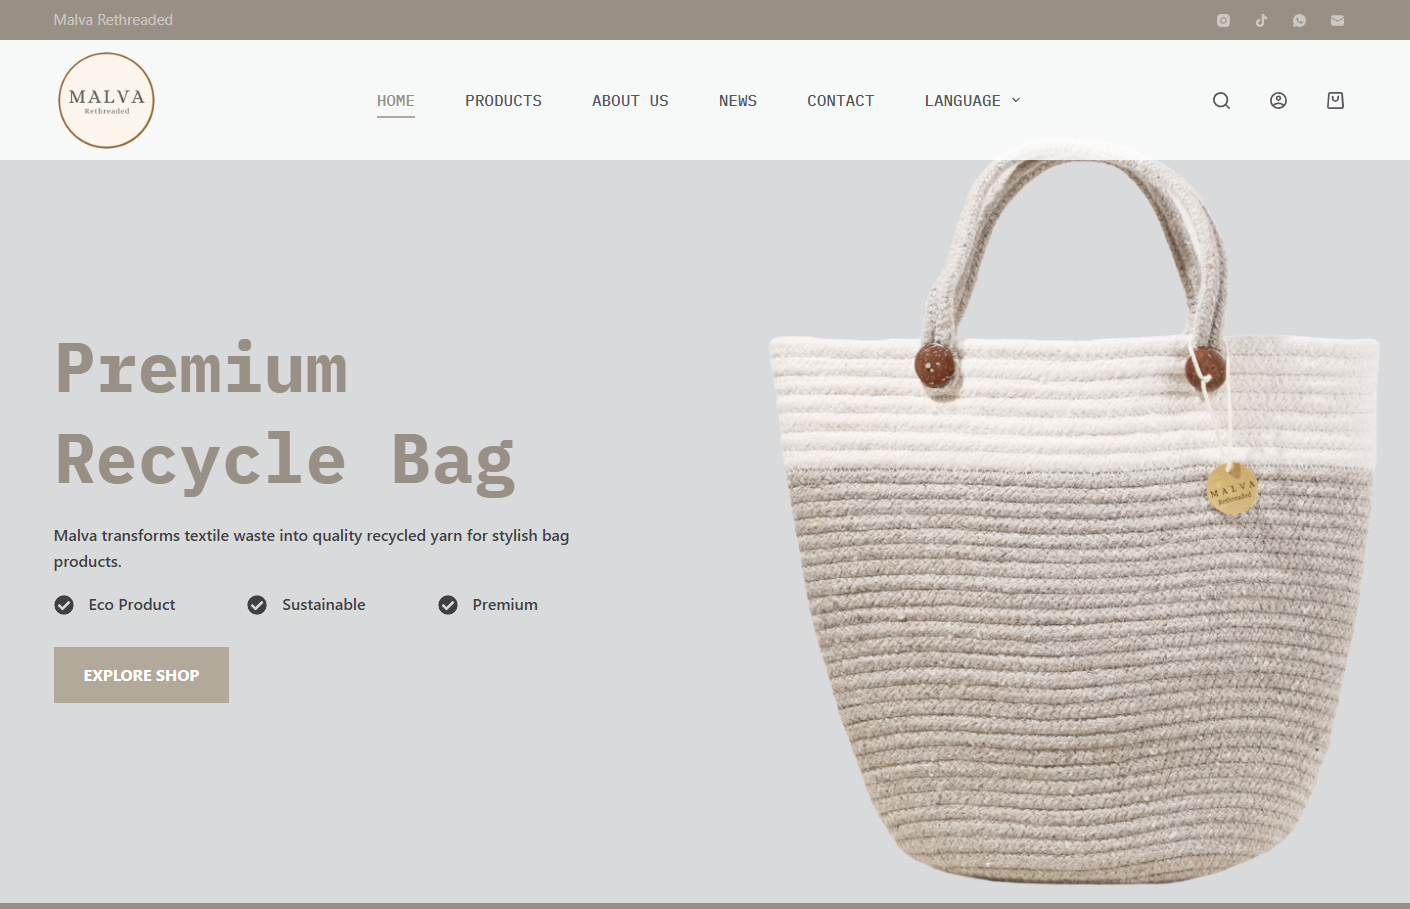 Malva Rethreaded
MALVA
Rethreaded
HOME
PRODUCTS
ABOUT US
NEWS
CONTACT
LANGUAGE
Premium
Recycle Bag
Malva transforms textile waste into quality recycled yarn for stylish bag
products.
Eco Product
Sustainable
Premium
EXPLORE SHOP
MALVA
Rethreaded